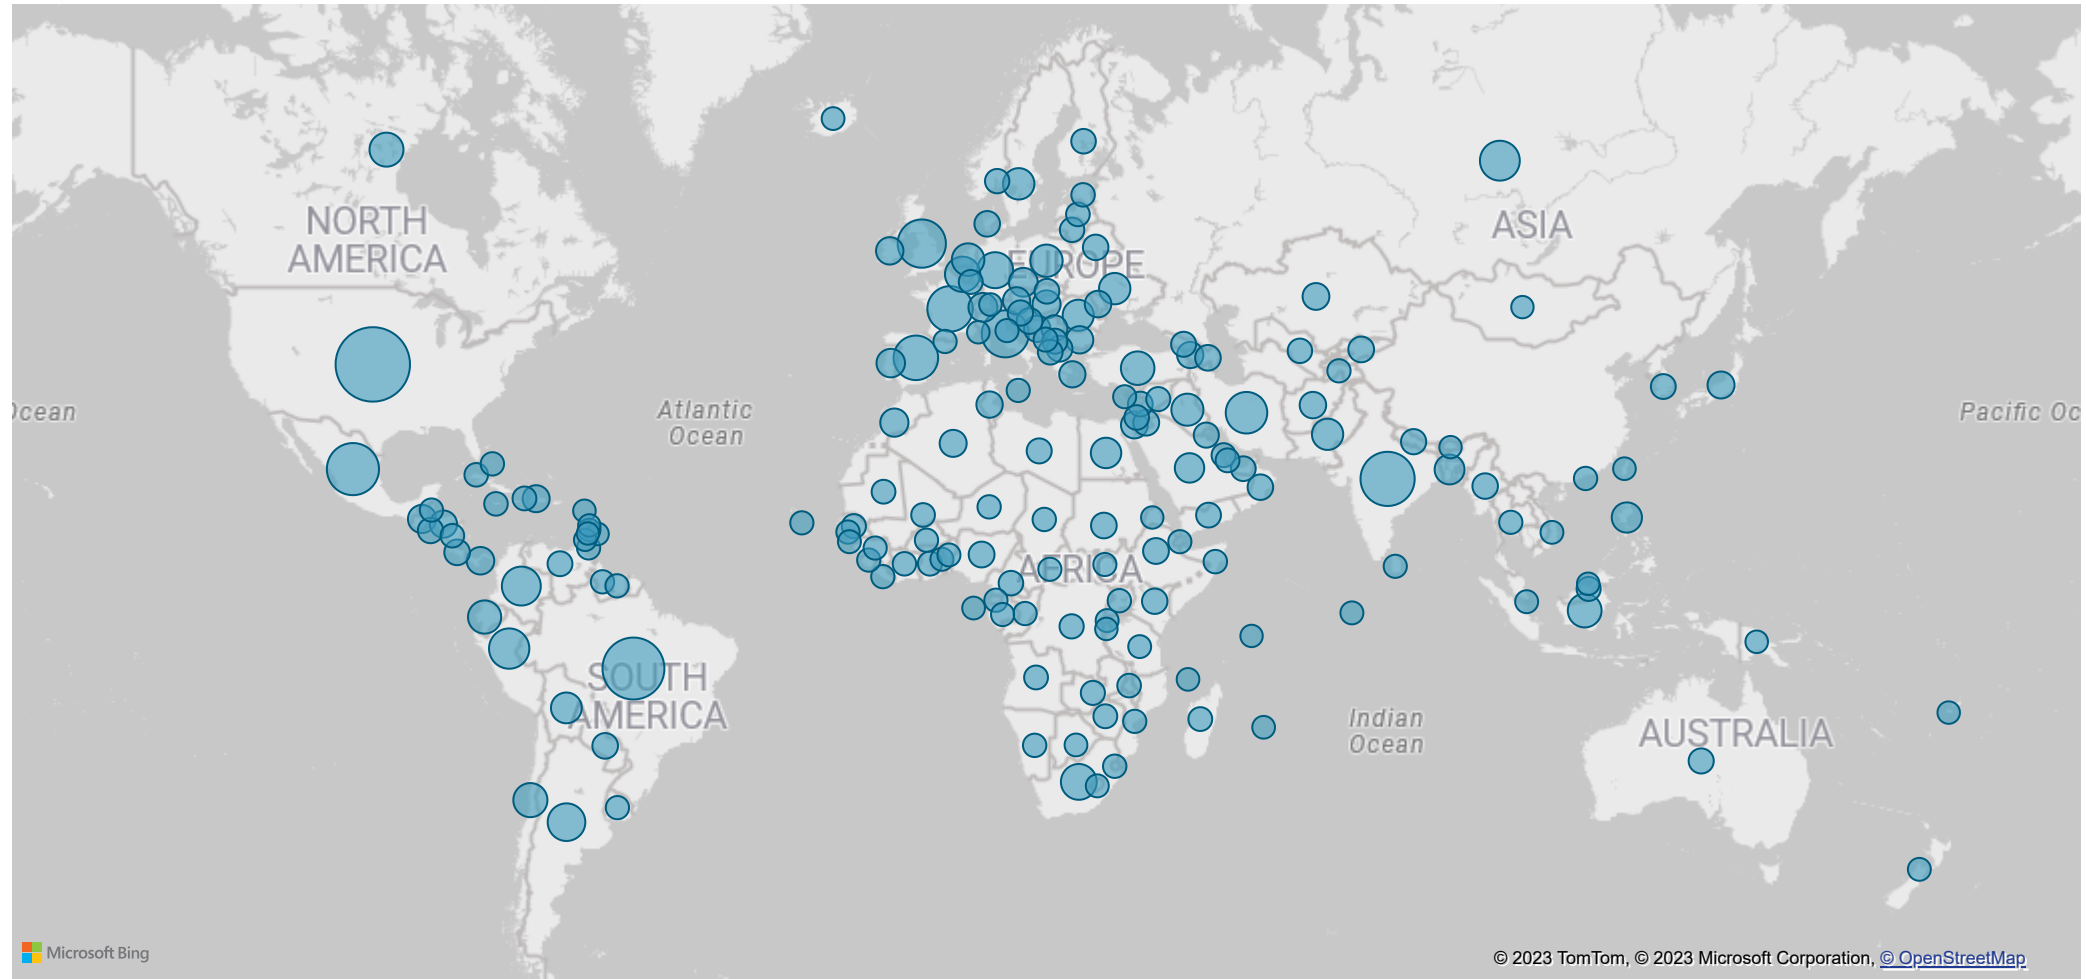 NORTH
AMERICA
EUROPE
ASIA
Ocean
Atlantic
Ocean
Pacific Oc
AFRICA
SOUTH
AMERICA
Indian
Ocean
AUSTRALIA
Microsoft Bing
© 2023 TomTom, © 2023 Microsoft Corporation, © OpenStreetMap